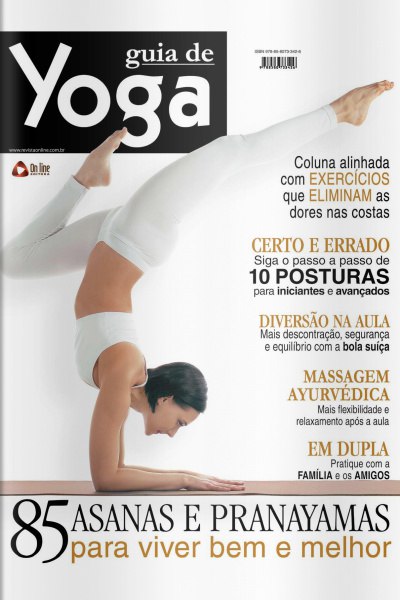 guia de
Yoga
www.revistaonline.com.br
On line
EDITORA
Coluna alinhada
com EXERCÍCIOS
que ELIMINAM as
dores nas costas
CERTO E ERRADO
Siga o passo a passo de
10 POSTURAS
para iniciantes e avançados
DIVERSÃO NA AULA
Mais descontração, segurança
e equilíbrio com a bola suíça
MASSAGEM
AYURVÉDICA
Mais flexibilidade e
relaxamento após a aula
EM DUPLA
Pratique com a
FAMÍLIA e os AMIGOS
85 ASANAS E PRANAYAMAS
para viver bem e melhor